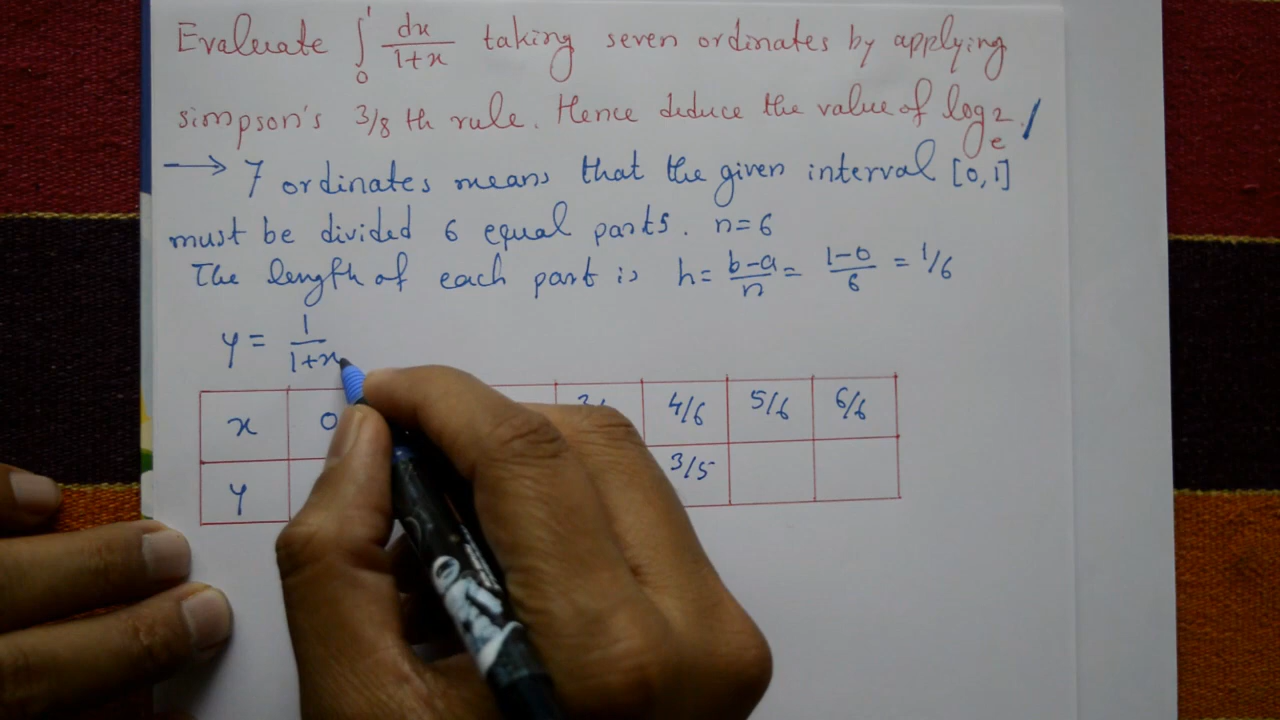 Evaluate ∫₀¹ dx/1+x taking seven ordinates by applying
simpson's 3/8 th rule. Hence deduce the value of logₑ2.
→ 7 ordinates means that the given interval [0,1]
must be divided 6 equal parts. n=6
The length of each part is h= b-a/n = 1-0/6 = 1/6
y = 1/1+x
x 0 4/6 5/6 6/6
y 3/5